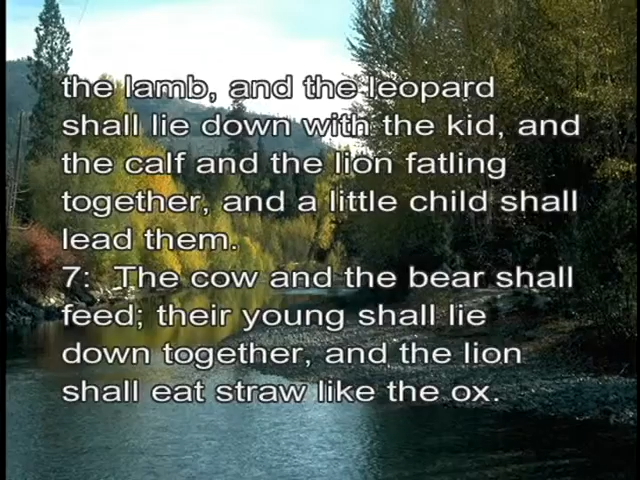 the lamb, and the leopard
shall lie down with the kid, and
the calf and the lion fatling
together, and a little child shall
lead them.
7:  The cow and the bear shall
feed; their young shall lie
down together, and the lion
shall eat straw like the ox.